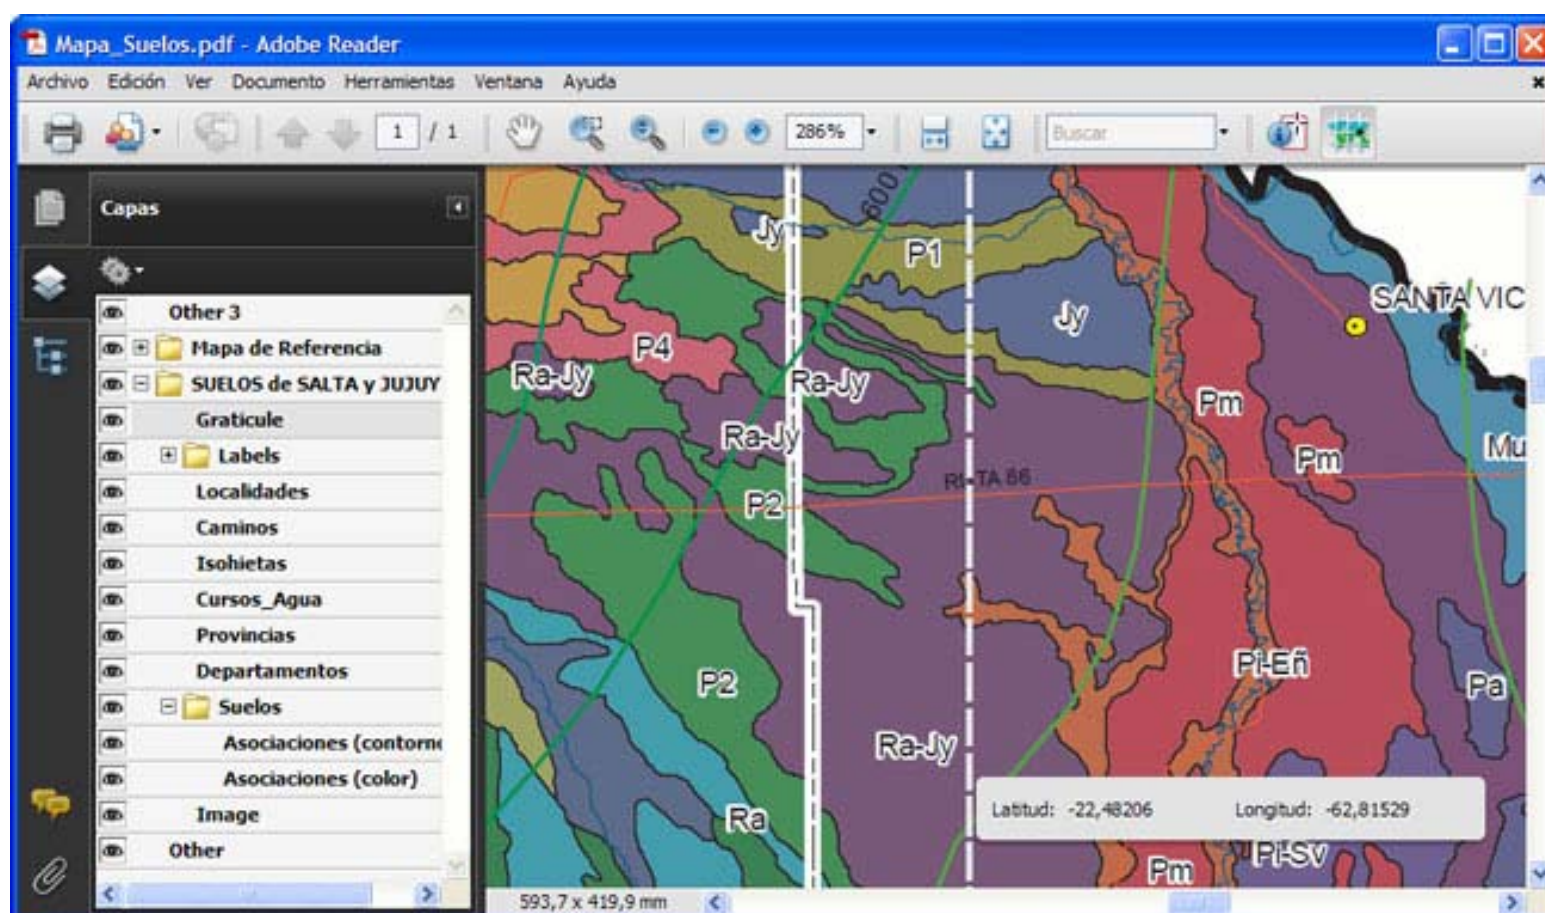 Mapa_Suelos.pdf - Adobe Reader
Archivo Edición Ver Documento Herramientas Ventana Ayuda
1 / 1 286% Buscar
Capas
Other 3
Mapa de Referencia
SUELOS de SALTA y JUJUY
Graticule
Labels
Localidades
Caminos
Isohietas
Cursos_Agua
Provincias
Departamentos
Suelos
Asociaciones (contorno
Asociaciones (color)
Image
Other
600
Jy
P1
SANTA VIC
Jy
P4
Ra-Jy
Ra-Jy
Pm
Ra-Jy
Mu
Pm
RUTA 86
P2
Pi-Eñ
P2
Pa
Ra-Jy
Latitud: -22,48206 Longitud: -62,81529
Ra
Pi-Sv
Pm
593,7 x 419,9 mm